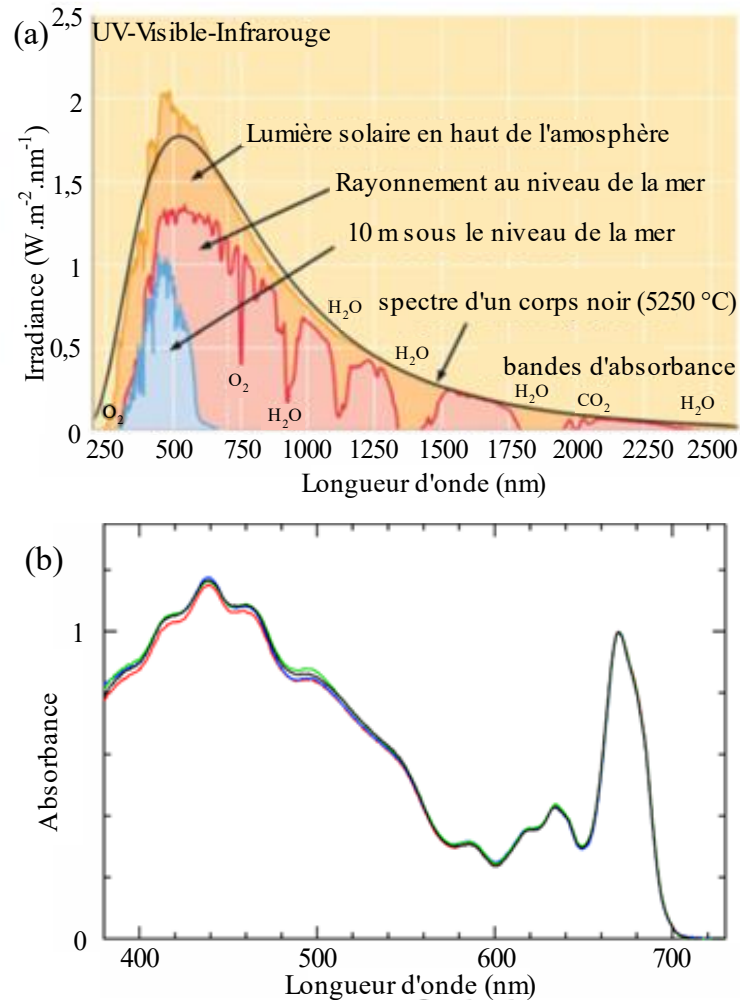 (a)
UV-Visible-Infrarouge
2,5
2
1,5
1
0,5
0
Irradiance (W.m⁻².nm⁻¹)
Lumière solaire en haut de l'amosphère
Rayonnement au niveau de la mer
10 m sous le niveau de la mer
H₂O
spectre d'un corps noir (5250 °C)
H₂O
bandes d'absorbance
O₂
O₂
H₂O
H₂O
CO₂
H₂O
250 500 750 1000 1250 1500 1750 2000 2250 2500
Longueur d'onde (nm)
(b)
1
0
Absorbance
400 500 600 700
Longueur d'onde (nm)